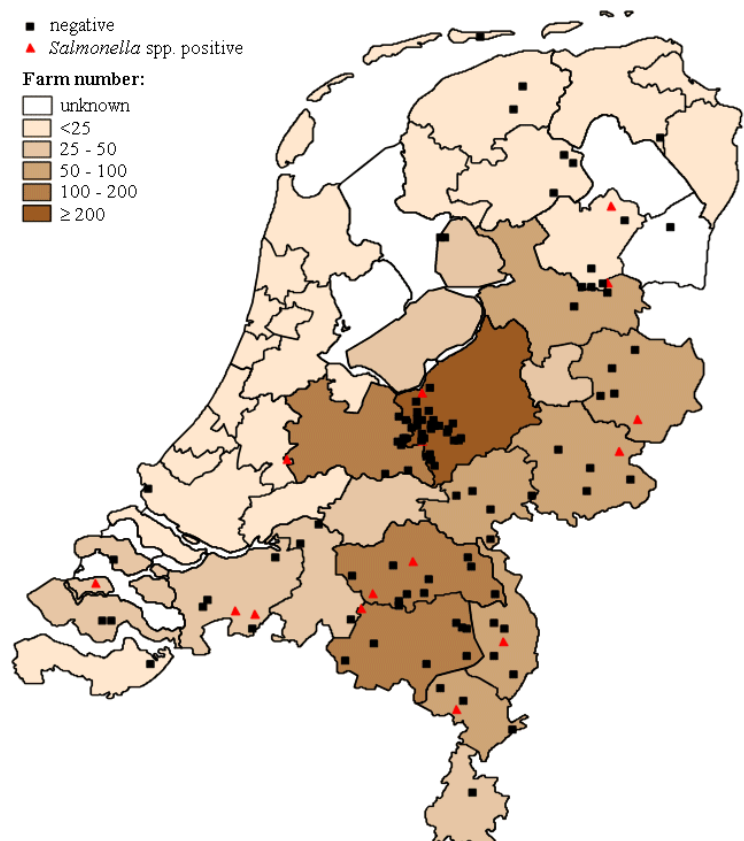 negative
Salmonella spp. positive
Farm number:
unknown
<25
25 - 50
50 - 100
100 - 200
≥ 200